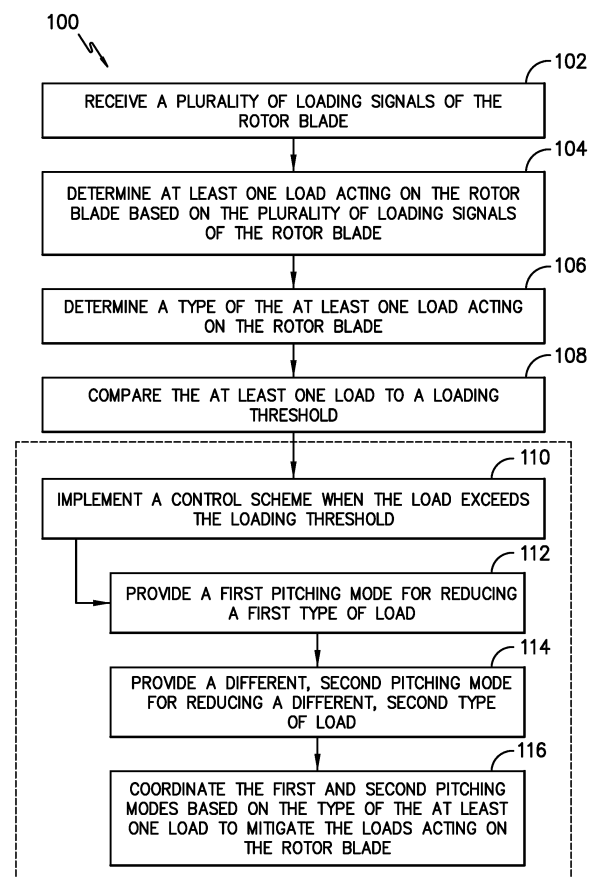 100
102
RECEIVE A PLURALITY OF LOADING SIGNALS OF THE
ROTOR BLADE
104
DETERMINE AT LEAST ONE LOAD ACTING ON THE ROTOR
BLADE BASED ON THE PLURALITY OF LOADING SIGNALS
OF THE ROTOR BLADE
106
DETERMINE A TYPE OF THE AT LEAST ONE LOAD ACTING
ON THE ROTOR BLADE
108
COMPARE THE AT LEAST ONE LOAD TO A LOADING
THRESHOLD
110
IMPLEMENT A CONTROL SCHEME WHEN THE LOAD EXCEEDS
THE LOADING THRESHOLD
112
PROVIDE A FIRST PITCHING MODE FOR REDUCING
A FIRST TYPE OF LOAD
114
PROVIDE A DIFFERENT, SECOND PITCHING MODE
FOR REDUCING A DIFFERENT, SECOND TYPE
OF LOAD
116
COORDINATE THE FIRST AND SECOND PITCHING
MODES BASED ON THE TYPE OF THE AT LEAST
ONE LOAD TO MITIGATE THE LOADS ACTING ON
THE ROTOR BLADE